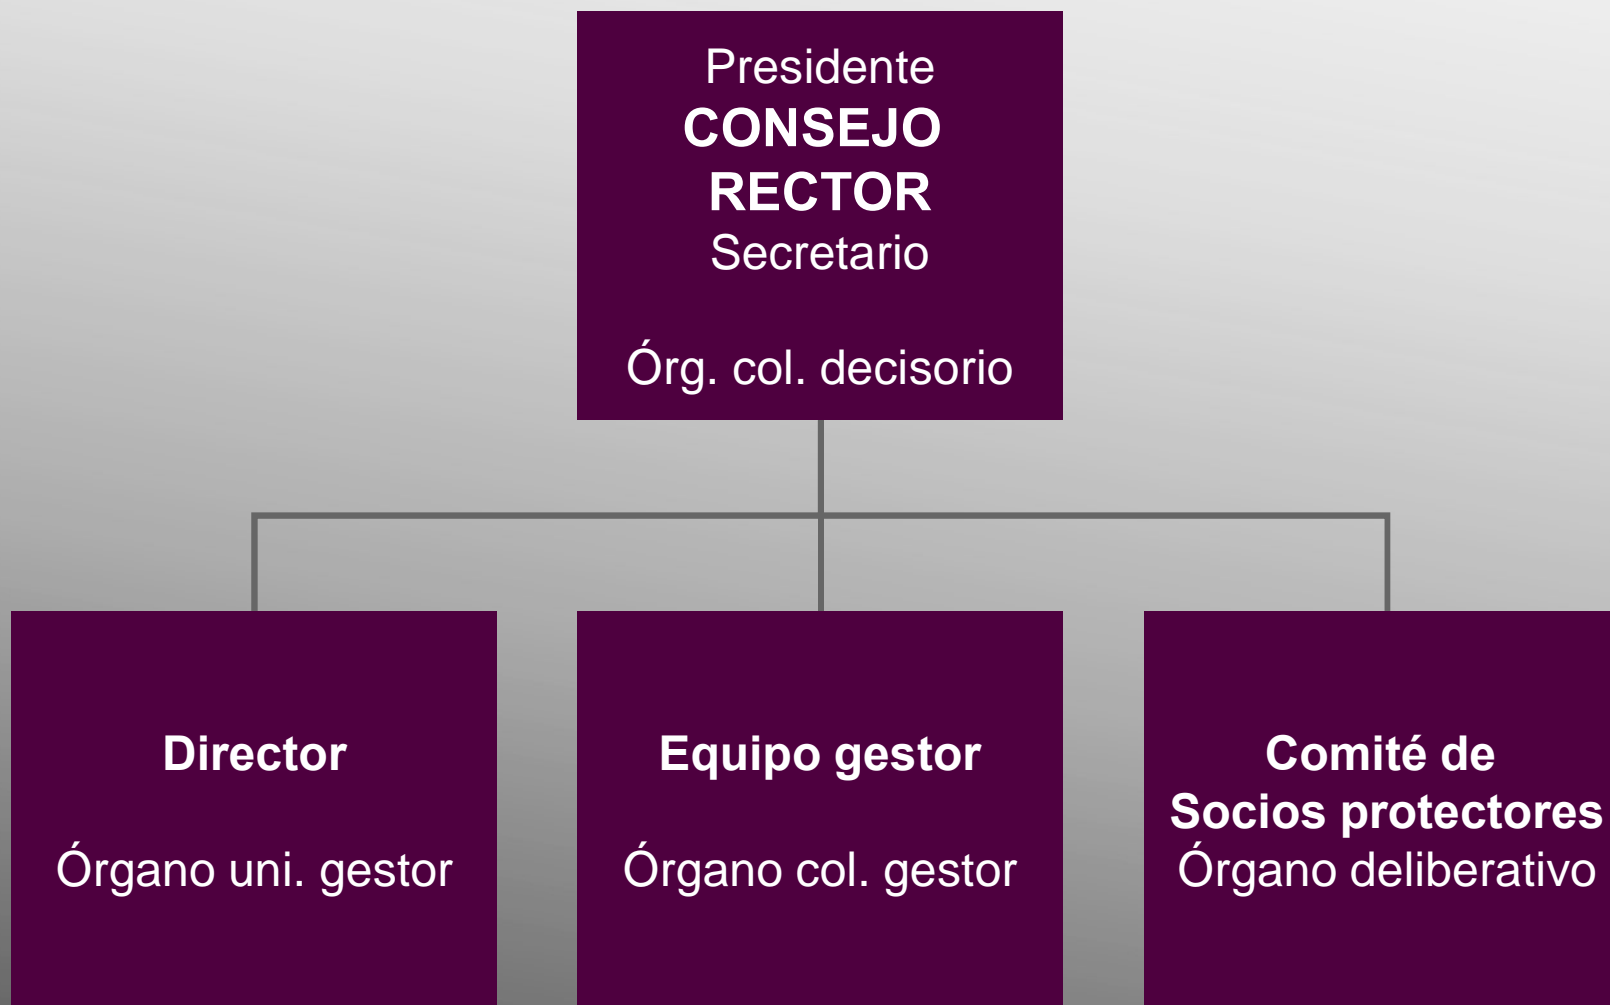 Presidente
CONSEJO
RECTOR
Secretario
Órg. col. decisorio
Director
Órgano uni. gestor
Equipo gestor
Órgano col. gestor
Comité de
Socios protectores
Órgano deliberativo